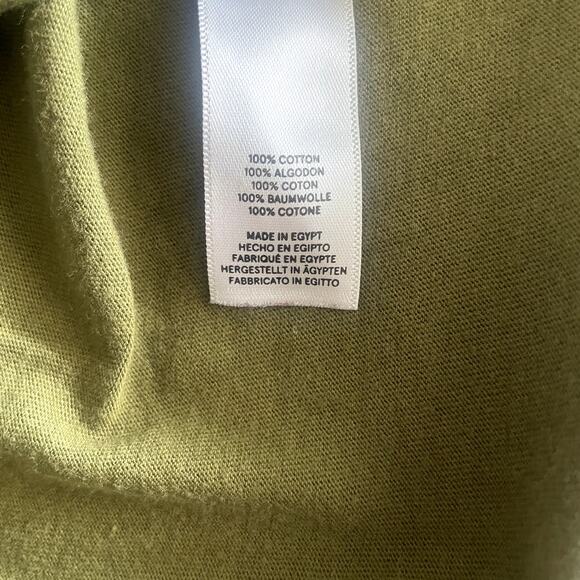 100% COTTON
100% ALGODON
100% COTON
100% BAUMWOLLE
100% COTONE
MADE IN EGYPT
HECHO EN EGIPTO
FABRIQUÉ EN EGYPTE
HERGESTELLT IN ÄGYPTEN
FABBRICATO IN EGITTO